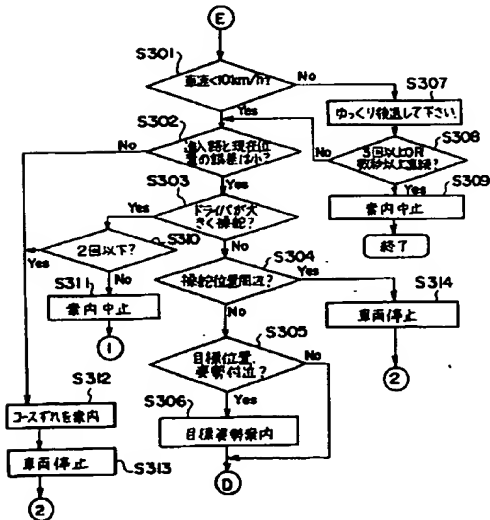 E
S301
車速<10km/h?
No
Yes
S307
ゆっくり後退して下さい
S302
進入路と現在位
置の誤差は小?
No
Yes
S308
3回以上OR
数秒以上連続?
No
Yes
S309
案内中止
終了
S303
ドライバが大
きく操舵?
Yes
No
S310
2回以下?
Yes
No
S311
案内中止
1
S304
操舵位置間近?
Yes
No
S314
車両停止
2
S305
目標位置,
姿勢付近?
No
Yes
S306
目標姿勢案内
D
S312
コースずれを案内
車両停止
S313
2